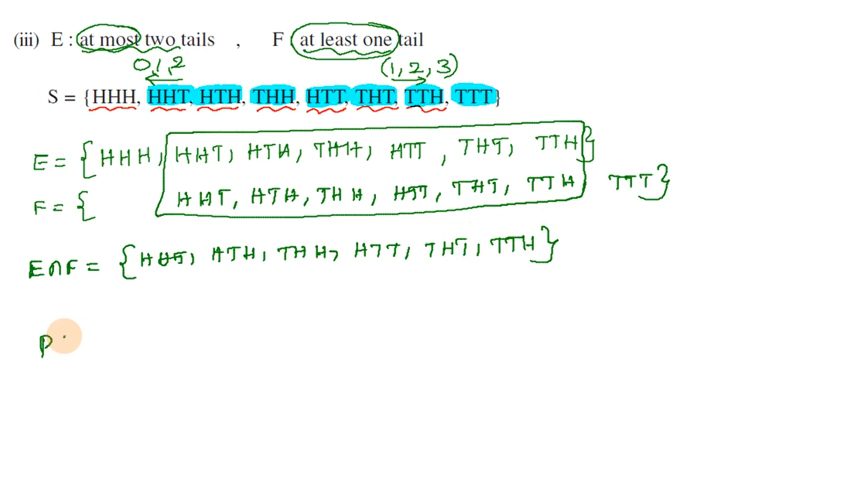 (iii) E : at most two tails , F at least one tail
0,1,2 (1, 2, 3)
S = {HHH, HHT, HTH, THH, HTT, THT, TTH, TTT}
E = {HHH, HHT, HTH, THH, HTT, THT, TTH}
F = { HHT, HTH, THH, HTT, THT, TTH TTT}
E∩F = {HHT, HTH, THH, HTT, THT, TTH}
P